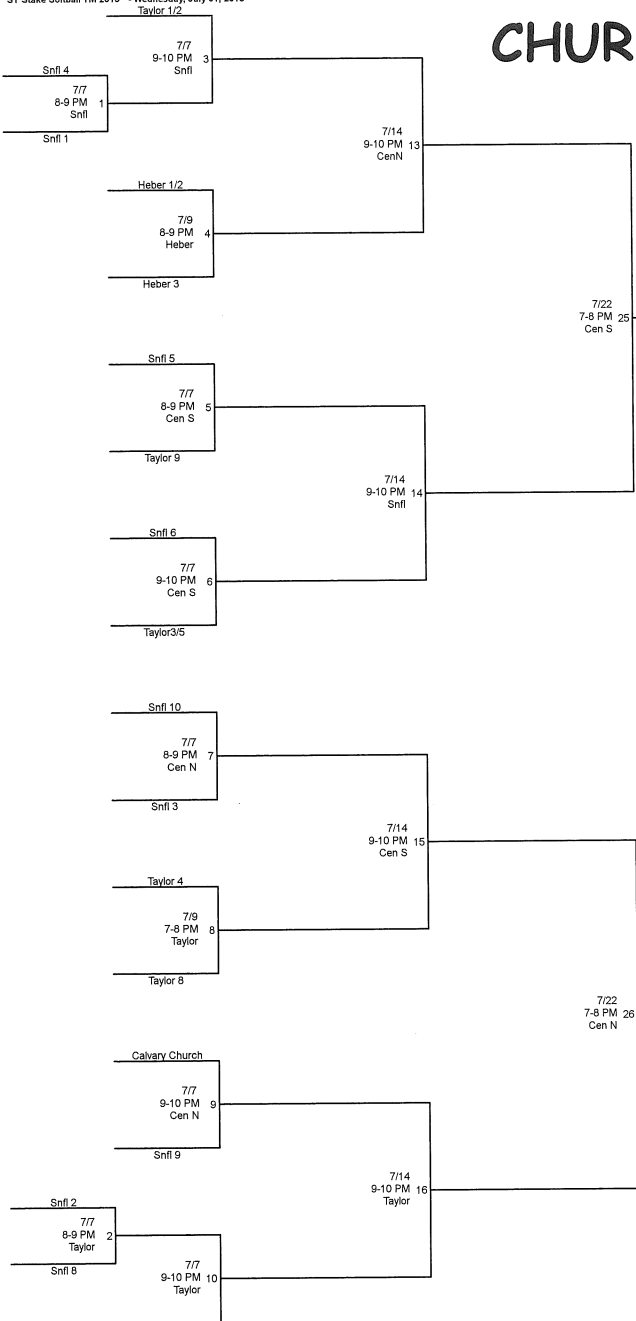 Taylor 1/2
CHUR
7/7
9-10 PM 3
Snfl
Snfl 4
7/7
8-9 PM 1
Snfl
Snfl 1
7/14
9-10 PM 13
CenN
Heber 1/2
7/9
8-9 PM 4
Heber
Heber 3
7/22
7-8 PM 25
Cen S
Snfl 5
7/7
8-9 PM 5
Cen S
Taylor 9
7/14
9-10 PM 14
Snfl
Snfl 6
7/7
9-10 PM 6
Cen S
Taylor3/5
Snfl 10
7/7
8-9 PM 7
Cen N
Snfl 3
7/14
9-10 PM 15
Cen S
Taylor 4
7/9
7-8 PM 8
Taylor
Taylor 8
7/22
7-8 PM 26
Cen N
Calvary Church
7/7
9-10 PM 9
Cen N
Snfl 9
7/14
9-10 PM 16
Taylor
Snfl 2
7/7
8-9 PM 2
Taylor
Snfl 8
7/7
9-10 PM 10
Taylor